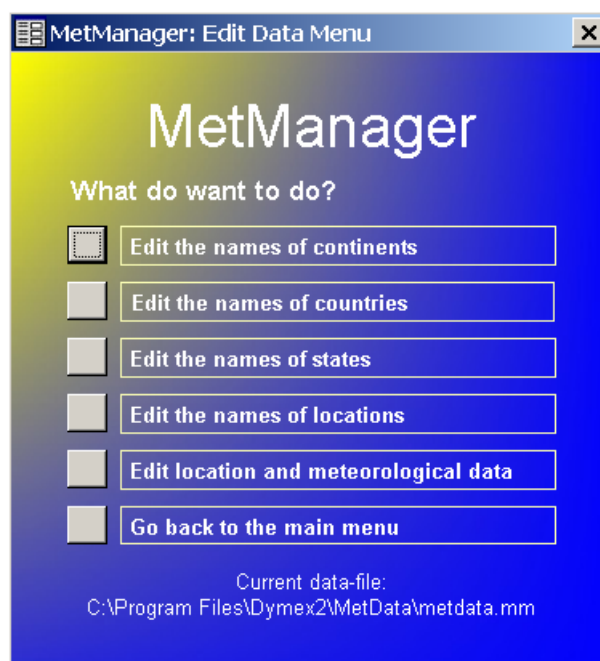 MetManager: Edit Data Menu
MetManager
What do want to do?
Edit the names of continents
Edit the names of countries
Edit the names of states
Edit the names of locations
Edit location and meteorological data
Go back to the main menu
Current data-file:
C:\Program Files\Dymex2\MetData\metdata.mm